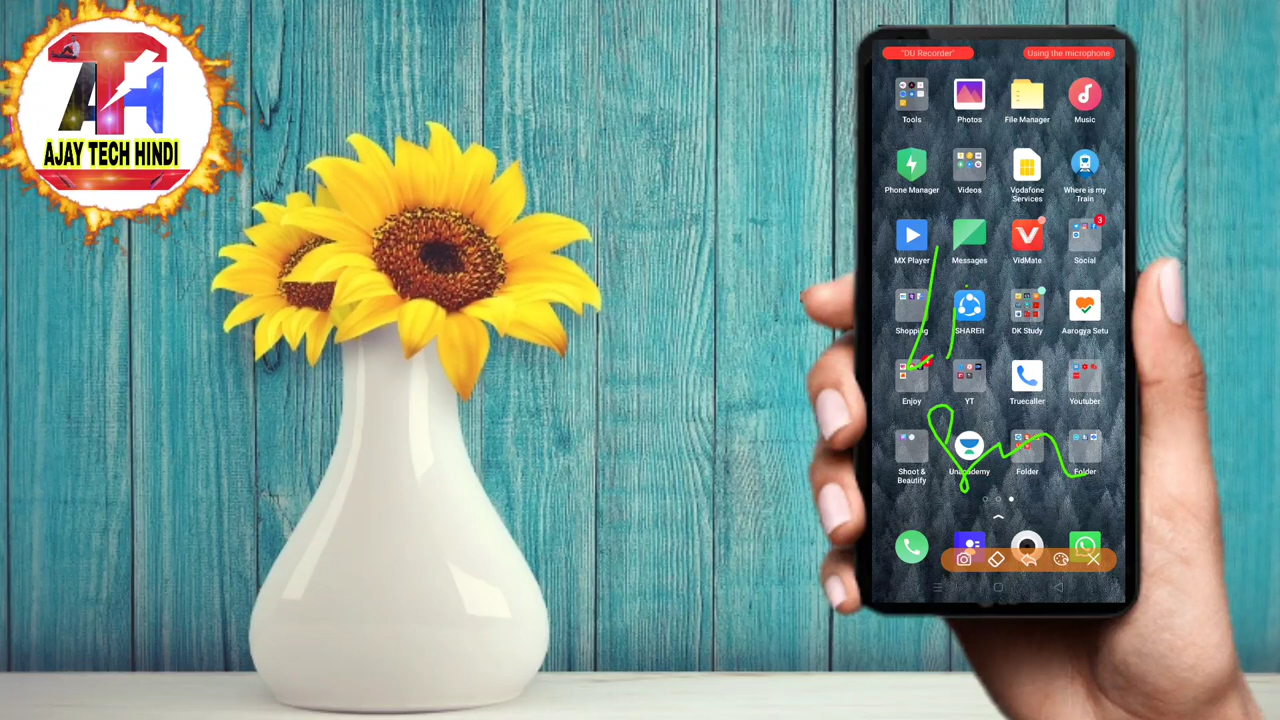 AJAY TECH HINDI
"DU Recorder"
Using the microphone
Tools Photos File Manager Music
Phone Manager Videos Vodafone Services Where is my Train
MX Player Messages VidMate Social
3
Shopping SHAREit DK Study Aarogya Setu
Enjoy YT Truecaller Youtuber
Shoot & Beautify Unacademy Folder Folder